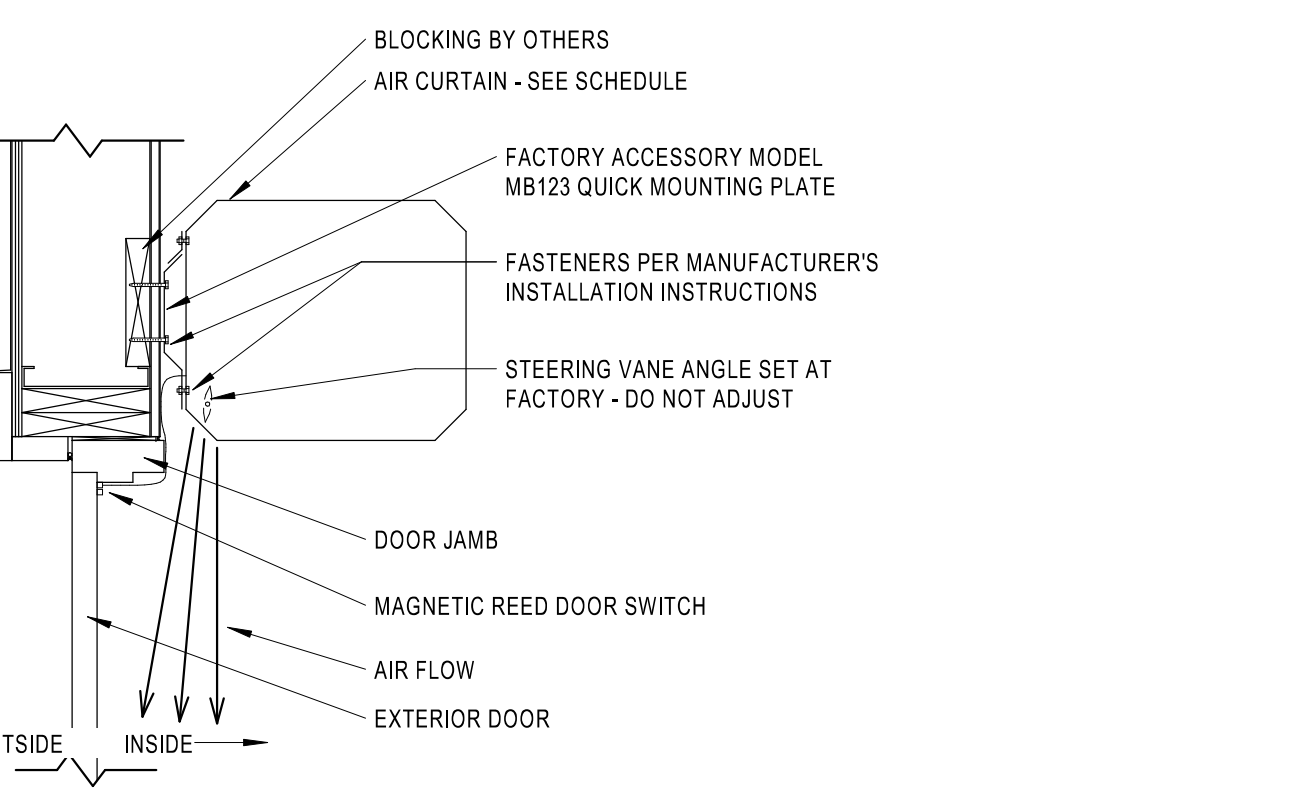 BLOCKING BY OTHERS
AIR CURTAIN - SEE SCHEDULE
FACTORY ACCESSORY MODEL
MB123 QUICK MOUNTING PLATE
FASTENERS PER MANUFACTURER'S
INSTALLATION INSTRUCTIONS
STEERING VANE ANGLE SET AT
FACTORY - DO NOT ADJUST
DOOR JAMB
MAGNETIC REED DOOR SWITCH
AIR FLOW
EXTERIOR DOOR
TSIDE INSIDE